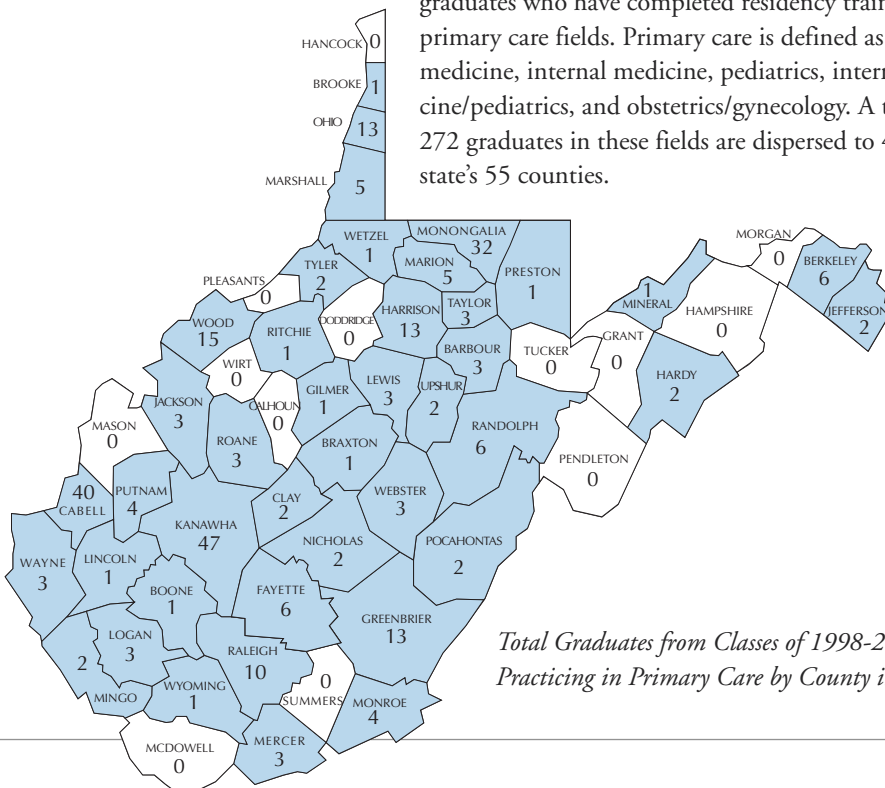 graduates who have completed residency train
primary care fields. Primary care is defined as
medicine, internal medicine, pediatrics, intern
cine/pediatrics, and obstetrics/gynecology. A t
272 graduates in these fields are dispersed to 4
state's 55 counties.
HANCOCK 0
BROOKE 1
OHIO 13
MARSHALL 5
WETZEL
1
MONONGALIA
32
MORGAN
0
BERKELEY
6
JEFFERSON
2
TYLER
2
MARION
5
PRESTON
1
PLEASANTS
0
1
MINERAL
HAMPSHIRE
0
WOOD
15
RITCHIE
1
DODDRIDGE
0
HARRISON
13
TAYLOR
3
BARBOUR
3
TUCKER
0
GRANT
0
HARDY
2
WIRT
0
GILMER
1
LEWIS
3
UPSHUR
2
JACKSON
3
CALHOUN
0
MASON
0
ROANE
3
BRAXTON
1
RANDOLPH
6
PENDLETON
0
40
CABELL
PUTNAM
4
KANAWHA
47
CLAY
2
WEBSTER
3
NICHOLAS
2
POCAHONTAS
2
WAYNE
3
LINCOLN
1
BOONE
1
FAYETTE
6
GREENBRIER
13
LOGAN
3
2
MINGO
RALEIGH
10
WYOMING
1
0
SUMMERS
MONROE
4
MCDOWELL
0
MERCER
3
Total Graduates from Classes of 1998-2
Practicing in Primary Care by County i